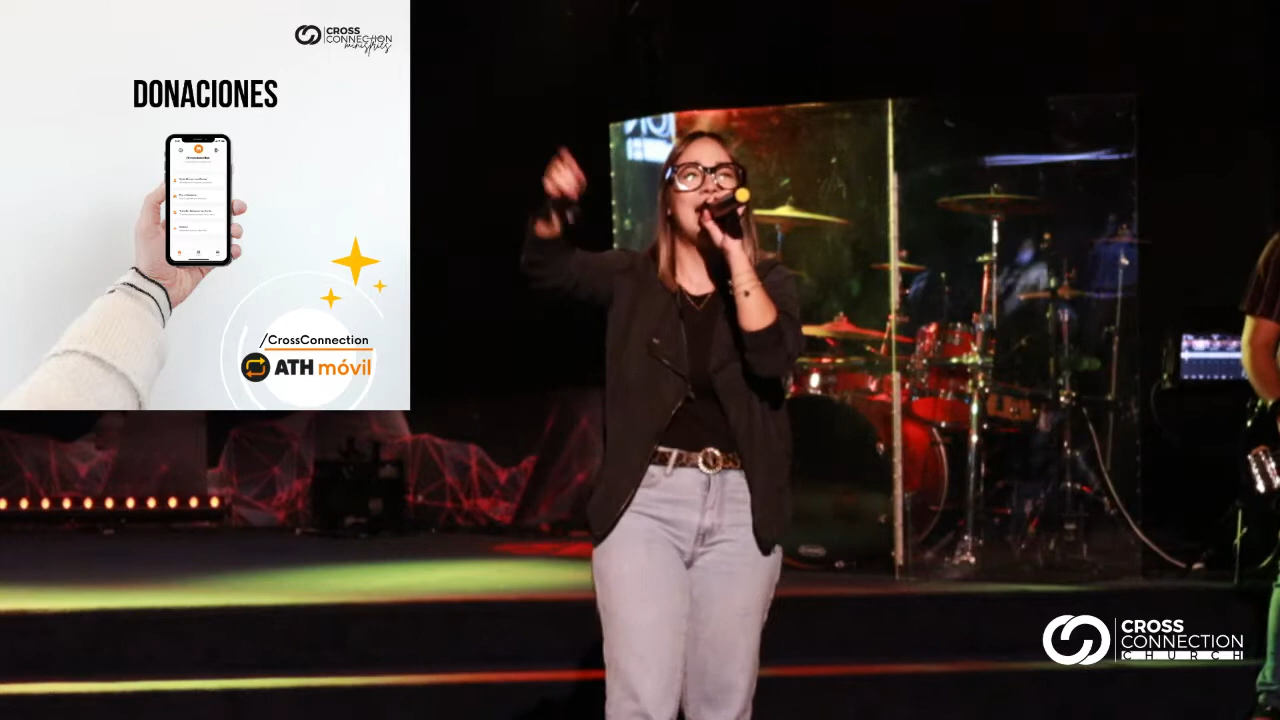 CROSS
CONNECTION
ministries
DONACIONES
/CrossConnection
ATH móvil
CROSS
CONNECTION
CHURCH